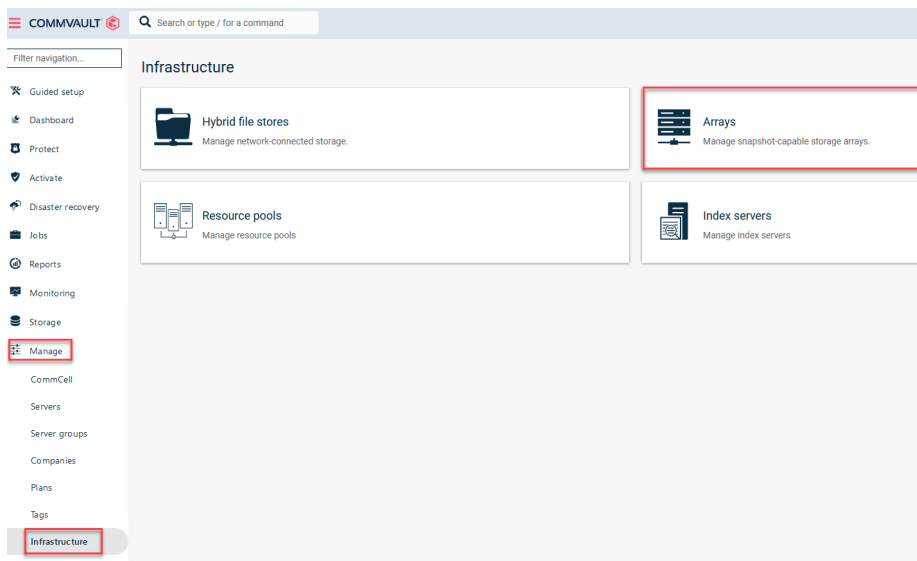 COMMVAULT
Search or type / for a command
Filter navigation...
Guided setup
Dashboard
Protect
Activate
Disaster recovery
Jobs
Reports
Monitoring
Storage
Manage
CommCell
Servers
Server groups
Companies
Plans
Tags
Infrastructure
Infrastructure
Hybrid file stores
Manage network-connected storage.
Arrays
Manage snapshot-capable storage arrays.
Resource pools
Manage resource pools
Index servers
Manage index servers